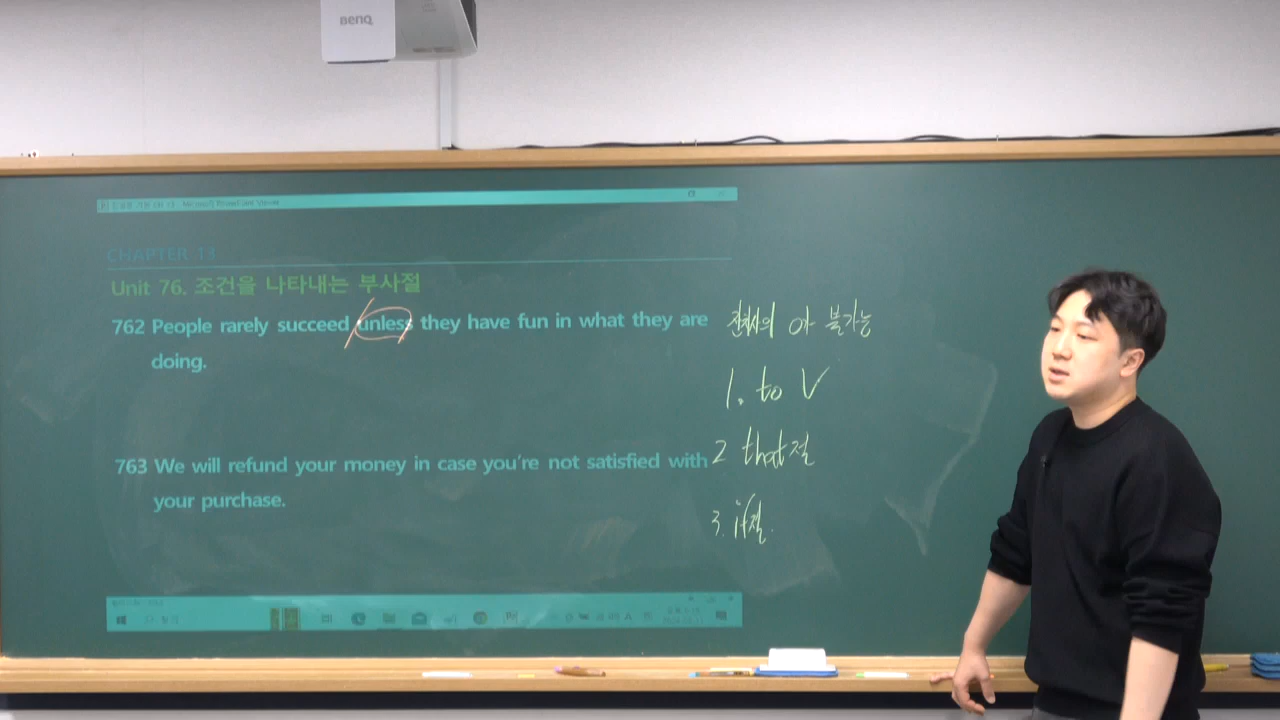 BenQ
CHAPTER 13
Unit 76. 조건을 나타내는 부사절
762 People rarely succeed unless they have fun in what they are
doing.
763 We will refund your money in case you're not satisfied with
your purchase.
전치사의 O 불가능
1. to V
2 that절
3. if절.